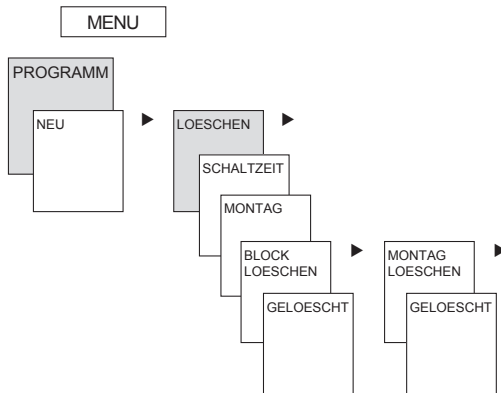 MENU
PROGRAMM
NEU
LOESCHEN
SCHALTZEIT
MONTAG
BLOCK
LOESCHEN
GELOESCHT
MONTAG
LOESCHEN
GELOESCHT